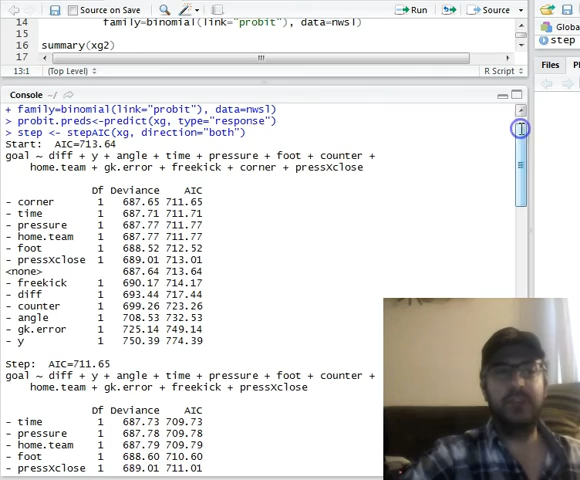 14 family=binomial(link="probit"), data=nwsl)
15
16 summary(xg2)
17
Source on Save
Run
Source
13:1 (Top Level) R Script
Console ~/
+ family=binomial(link="probit"), data=nwsl)
> probit.preds<-predict(xg, type="response")
> step <- stepAIC(xg, direction="both")
Start: AIC=713.64
goal ~ diff + y + angle + time + pressure + foot + counter +
home.team + gk.error + freekick + corner + pressXclose
Df Deviance AIC
- corner 1 687.65 711.65
- time 1 687.71 711.71
- pressure 1 687.77 711.77
- home.team 1 687.77 711.77
- foot 1 688.52 712.52
- pressXclose 1 689.01 713.01
<none> 687.64 713.64
- freekick 1 690.17 714.17
- diff 1 693.44 717.44
- counter 1 699.26 723.26
- angle 1 708.53 732.53
- gk.error 1 725.14 749.14
- y 1 750.39 774.39
Step: AIC=711.65
goal ~ diff + y + angle + time + pressure + foot + counter +
home.team + gk.error + freekick + pressXclose
Df Deviance AIC
- time 1 687.73 709.73
- pressure 1 687.78 709.78
- home.team 1 687.79 709.79
- foot 1 688.60 710.60
- pressXclose 1 689.01 711.01
Globa
step
Files